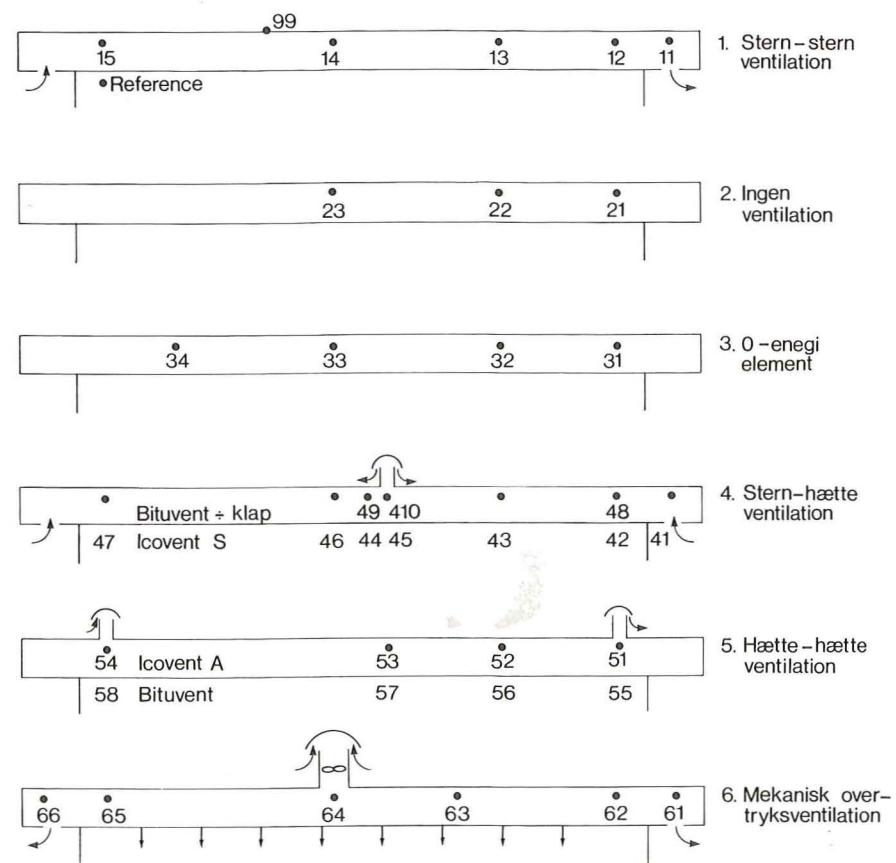 99
15 14 13 12 11
1. Stern-stern
ventilation
Reference
23 22 21
2. Ingen
ventilation
34 33 32 31
3. 0-enegi
element
Bituvent ÷ klap 49 410 48
4. Stern-hætte
ventilation
47 Icovent S 46 44 45 43 42 41
54 Icovent A 53 52 51
5. Hætte-hætte
ventilation
58 Bituvent 57 56 55
66 65 64 63 62 61
6. Mekanisk over-
tryksventilation